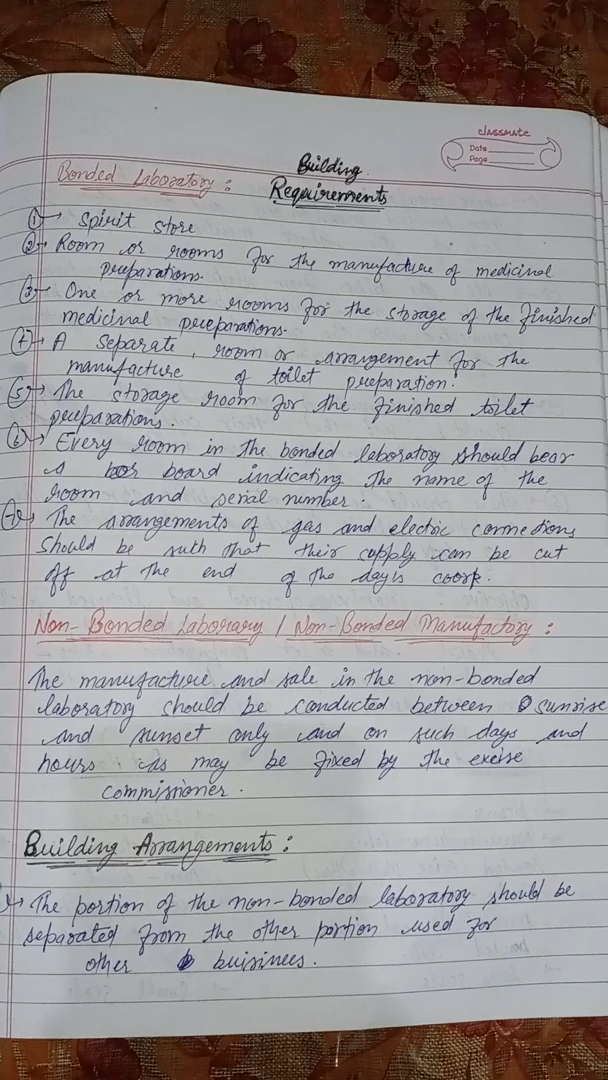 classmate
Date
Page
Building
Bonded Laboratory : Requirements
① → Spirit store
② → Room or rooms for the manufacture of medicinal
preparations.
③ → One or more rooms for the storage of the finished
medicinal preparations.
④ → A separate, room or arrangement for the
manufacture of toilet preparation.
⑤ → The storage room for the finished toilet
preparations.
⑥ → Every room in the bonded laboratory should bear
board indicating the name of the
room and serial number.
⑦ → The arrangements of gas and electric connections
should be such that their supply can be cut
off at the end of the day's work.
Non-Bonded Laborary / Non-Bonded Manufactory :
The manufacture and sale in the non-bonded
laboratory should be conducted between sunrise
and sunset only and on such days and
hours as may be fixed by the excise
commissioner.
Building Arrangements :
→ The portion of the non-bonded laboratory should be
separated from the other portion used for
other buisinees.